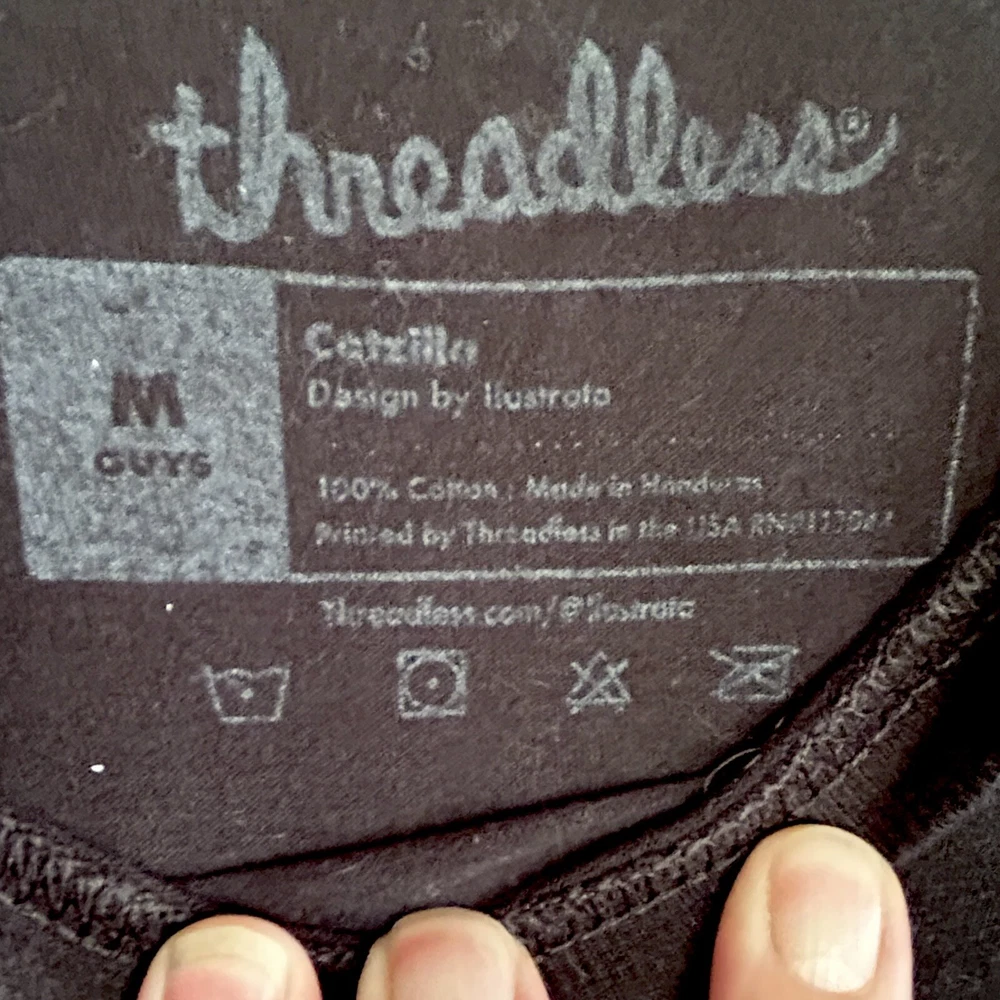 threadless®
M
GUYS
Catzilla
Design by Ilustrata
100% Cotton : Made in Honduras
Printed by Threadless in the USA
Threadless.com/@ilustrata